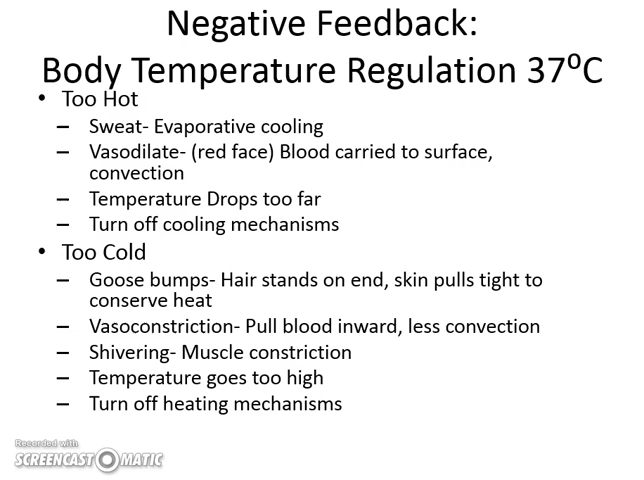 Negative Feedback:
Body Temperature Regulation 37⁰C
• Too Hot
– Sweat- Evaporative cooling
– Vasodilate- (red face) Blood carried to surface,
convection
– Temperature Drops too far
– Turn off cooling mechanisms
• Too Cold
– Goose bumps- Hair stands on end, skin pulls tight to
conserve heat
– Vasoconstriction- Pull blood inward, less convection
– Shivering- Muscle constriction
– Temperature goes too high
– Turn off heating mechanisms
Recorded with
SCREENCAST-O-MATIC